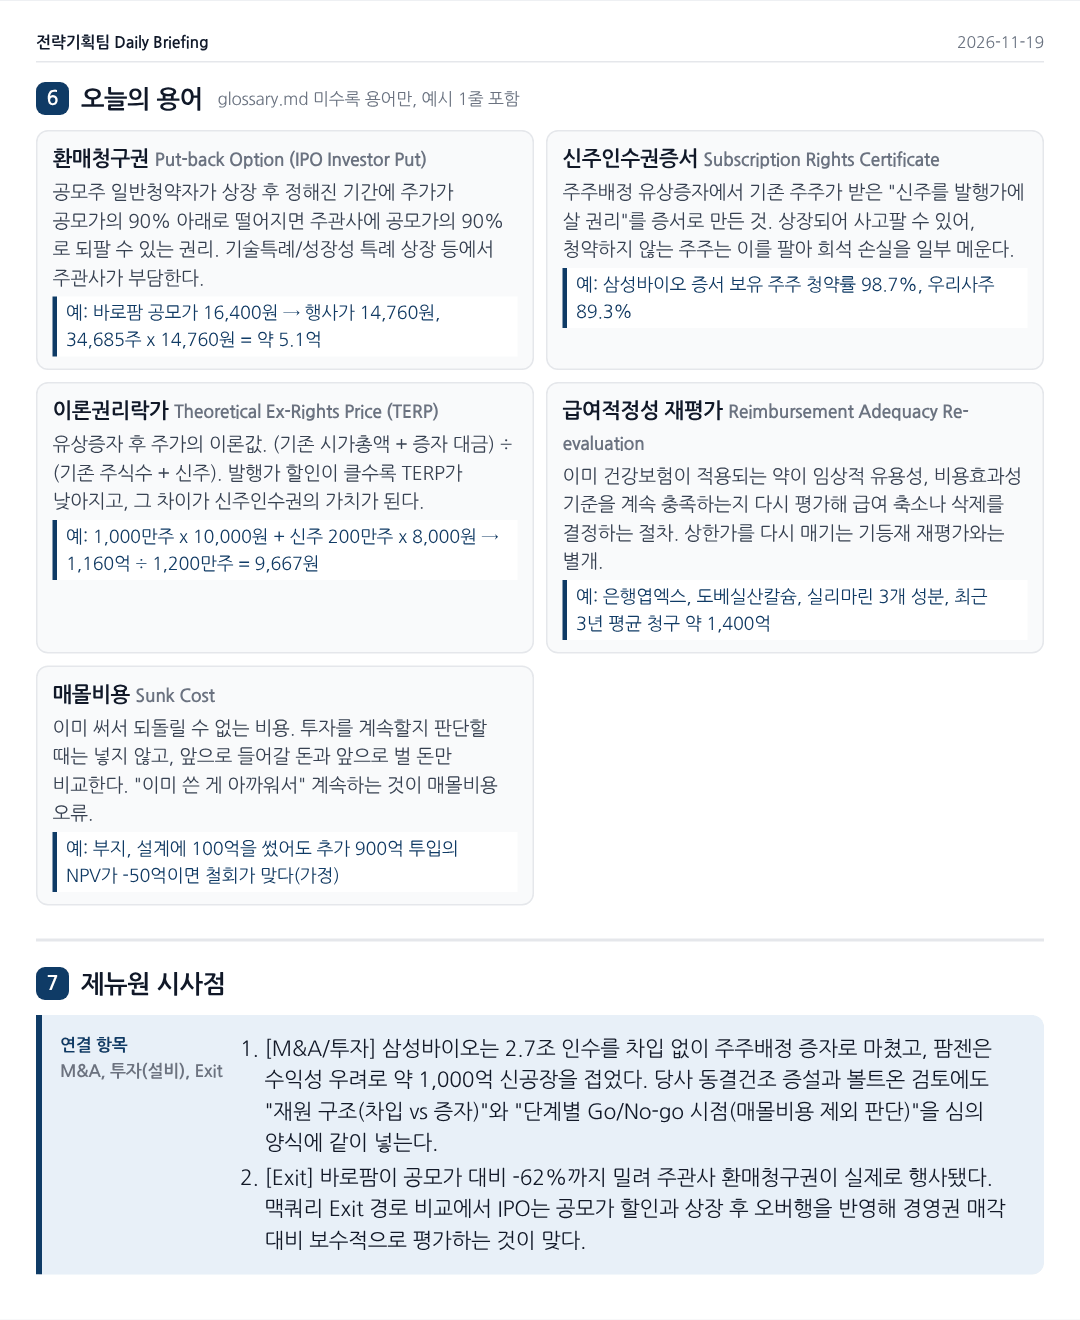 전략기획팀 Daily Briefing
2026-11-19
6 오늘의 용어 glossary.md 미수록 용어만, 예시 1줄 포함
환매청구권 Put-back Option (IPO Investor Put)
공모주 일반청약자가 상장 후 정해진 기간에 주가가
공모가의 90% 아래로 떨어지면 주관사에 공모가의 90%
로 되팔 수 있는 권리. 기술특례/성장성 특례 상장 등에서
주관사가 부담한다.
예: 바로팜 공모가 16,400원 → 행사가 14,760원,
34,685주 x 14,760원 = 약 5.1억
신주인수권증서 Subscription Rights Certificate
주주배정 유상증자에서 기존 주주가 받은 "신주를 발행가에
살 권리"를 증서로 만든 것. 상장되어 사고팔 수 있어,
청약하지 않는 주주는 이를 팔아 희석 손실을 일부 메운다.
예: 삼성바이오 증서 보유 주주 청약률 98.7%, 우리사주
89.3%
이론권리락가 Theoretical Ex-Rights Price (TERP)
유상증자 후 주가의 이론값. (기존 시가총액 + 증자 대금) ÷
(기존 주식수 + 신주). 발행가 할인이 클수록 TERP가
낮아지고, 그 차이가 신주인수권의 가치가 된다.
예: 1,000만주 x 10,000원 + 신주 200만주 x 8,000원 →
1,160억 ÷ 1,200만주 = 9,667원
급여적정성 재평가 Reimbursement Adequacy Re-
evaluation
이미 건강보험이 적용되는 약이 임상적 유용성, 비용효과성
기준을 계속 충족하는지 다시 평가해 급여 축소나 삭제를
결정하는 절차. 상한가를 다시 매기는 기등재 재평가와는
별개.
예: 은행엽엑스, 도베실산칼슘, 실리마린 3개 성분, 최근
3년 평균 청구 약 1,400억
매몰비용 Sunk Cost
이미 써서 되돌릴 수 없는 비용. 투자를 계속할지 판단할
때는 넣지 않고, 앞으로 들어갈 돈과 앞으로 벌 돈만
비교한다. "이미 쓴 게 아까워서" 계속하는 것이 매몰비용
오류.
예: 부지, 설계에 100억을 썼어도 추가 900억 투입의
NPV가 -50억이면 철회가 맞다(가정)
7 제뉴원 시사점
연결 항목
M&A, 투자(설비), Exit
1. [M&A/투자] 삼성바이오는 2.7조 인수를 차입 없이 주주배정 증자로 마쳤고, 팜젠은
수익성 우려로 약 1,000억 신공장을 접었다. 당사 동결건조 증설과 볼트온 검토에도
"재원 구조(차입 vs 증자)"와 "단계별 Go/No-go 시점(매몰비용 제외 판단)"을 심의
양식에 같이 넣는다.
2. [Exit] 바로팜이 공모가 대비 -62%까지 밀려 주관사 환매청구권이 실제로 행사됐다.
맥쿼리 Exit 경로 비교에서 IPO는 공모가 할인과 상장 후 오버행을 반영해 경영권 매각
대비 보수적으로 평가하는 것이 맞다.